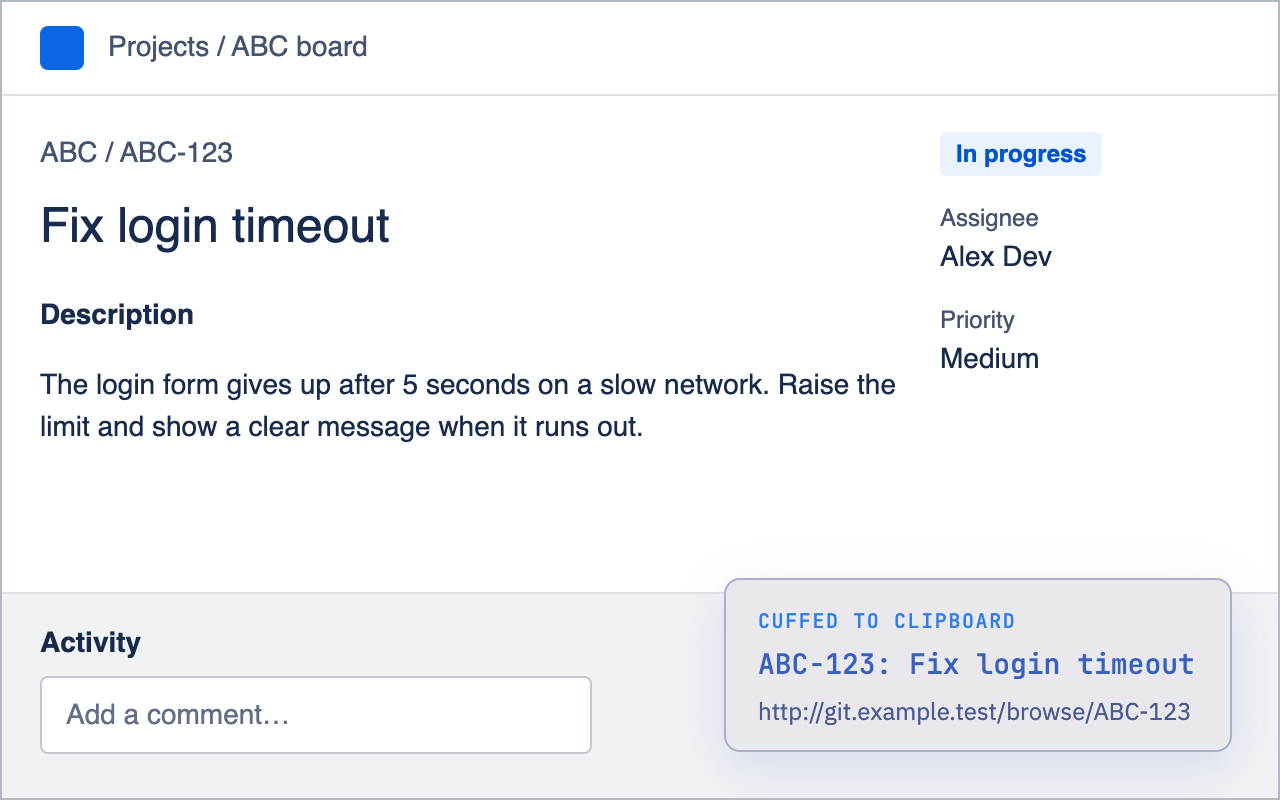 Projects / ABC board
ABC / ABC-123
Fix login timeout
Description
The login form gives up after 5 seconds on a slow network. Raise the
limit and show a clear message when it runs out.
In progress
Assignee
Alex Dev
Priority
Medium
Activity
Add a comment…
CUFFED TO CLIPBOARD
ABC-123: Fix login timeout
http://git.example.test/browse/ABC-123